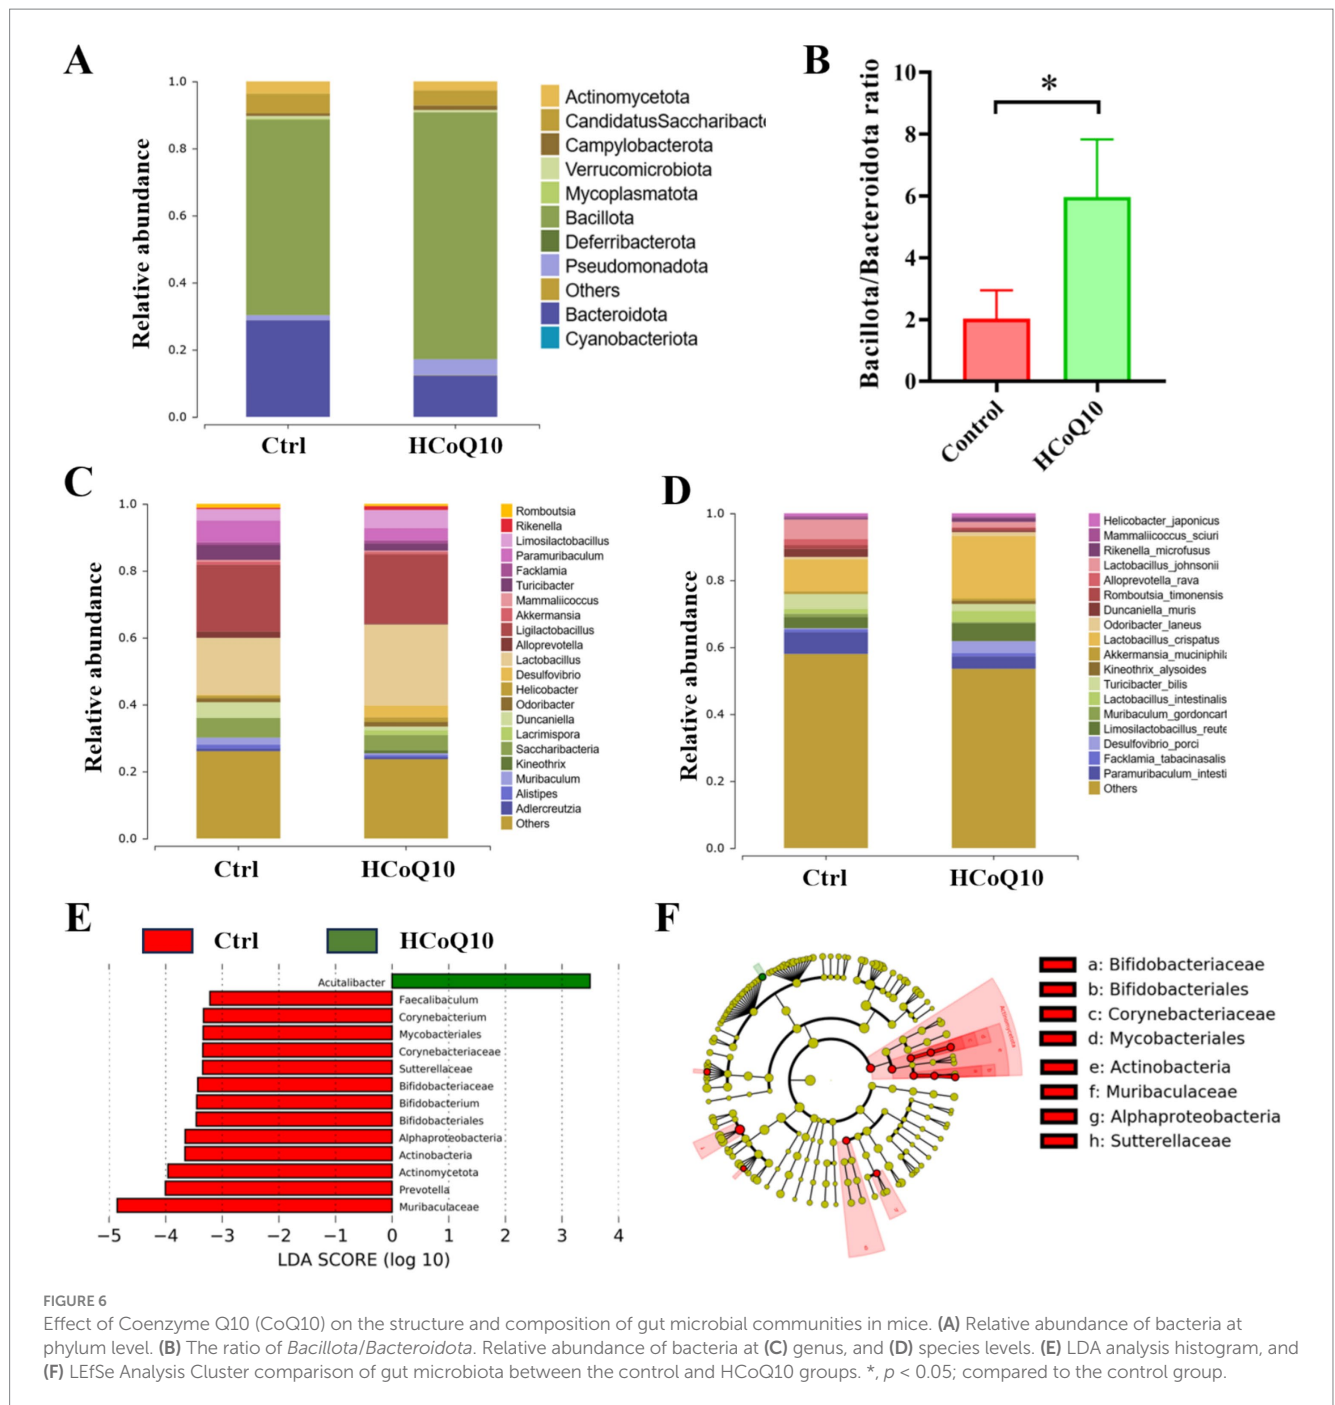 A
1.0
0.8
0.6
0.4
0.2
0.0
Relative abundance
Ctrl
HCoQ10
Actinomycetota
CandidatusSaccharibacte
Campylobacterota
Verrucomicrobiota
Mycoplasmatota
Bacillota
Deferribacterota
Pseudomonadota
Others
Bacteroidota
Cyanobacteriota
B
Bacillota/Bacteroidota ratio
10
8
6
4
2
0
*
Control
HCoQ10
C
1.0
0.8
0.6
0.4
0.2
0.0
Relative abundance
Ctrl
HCoQ10
Romboutsia
Rikenella
Limosilactobacillus
Paramuribaculum
Facklamia
Turicibacter
Mammaliicoccus
Akkermansia
Ligilactobacillus
Alloprevotella
Lactobacillus
Desulfovibrio
Helicobacter
Odoribacter
Duncaniella
Lacrimispora
Saccharibacteria
Kineothrix
Muribaculum
Alistipes
Adlercreutzia
Others
D
1.0
0.8
0.6
0.4
0.2
0.0
Relative abundance
Ctrl
HCoQ10
Helicobacter_japonicus
Mammaliicoccus_sciuri
Rikenella_microfusus
Lactobacillus_johnsonii
Alloprevotella_rava
Romboutsia_timonensis
Duncaniella_muris
Odoribacter_laneus
Lactobacillus_crispatus
Akkermansia_muciniphila
Kineothrix_alysoides
Turicibacter_bilis
Lactobacillus_intestinalis
Muribaculum_gordoncart
Limosilactobacillus_reute
Desulfovibrio_porci
Facklamia_tabacinasalis
Paramuribaculum_intesti
Others
E
Ctrl
HCoQ10
Acutalibacter
Faecalibaculum
Corynebacterium
Mycobacteriales
Corynebacteriaceae
Sutterellaceae
Bifidobacteriaceae
Bifidobacterium
Bifidobacteriales
Alphaproteobacteria
Actinobacteria
Actinomycetota
Prevotella
Muribaculaceae
−5 −4 −3 −2 −1 0 1 2 3 4
LDA SCORE (log 10)
F
Actinomycetota
a: Bifidobacteriaceae
b: Bifidobacteriales
c: Corynebacteriaceae
d: Mycobacteriales
e: Actinobacteria
f: Muribaculaceae
g: Alphaproteobacteria
h: Sutterellaceae
FIGURE 6
Effect of Coenzyme Q10 (CoQ10) on the structure and composition of gut microbial communities in mice. (A) Relative abundance of bacteria at
phylum level. (B) The ratio of Bacillota/Bacteroidota. Relative abundance of bacteria at (C) genus, and (D) species levels. (E) LDA analysis histogram, and
(F) LEfSe Analysis Cluster comparison of gut microbiota between the control and HCoQ10 groups. *, p < 0.05; compared to the control group.